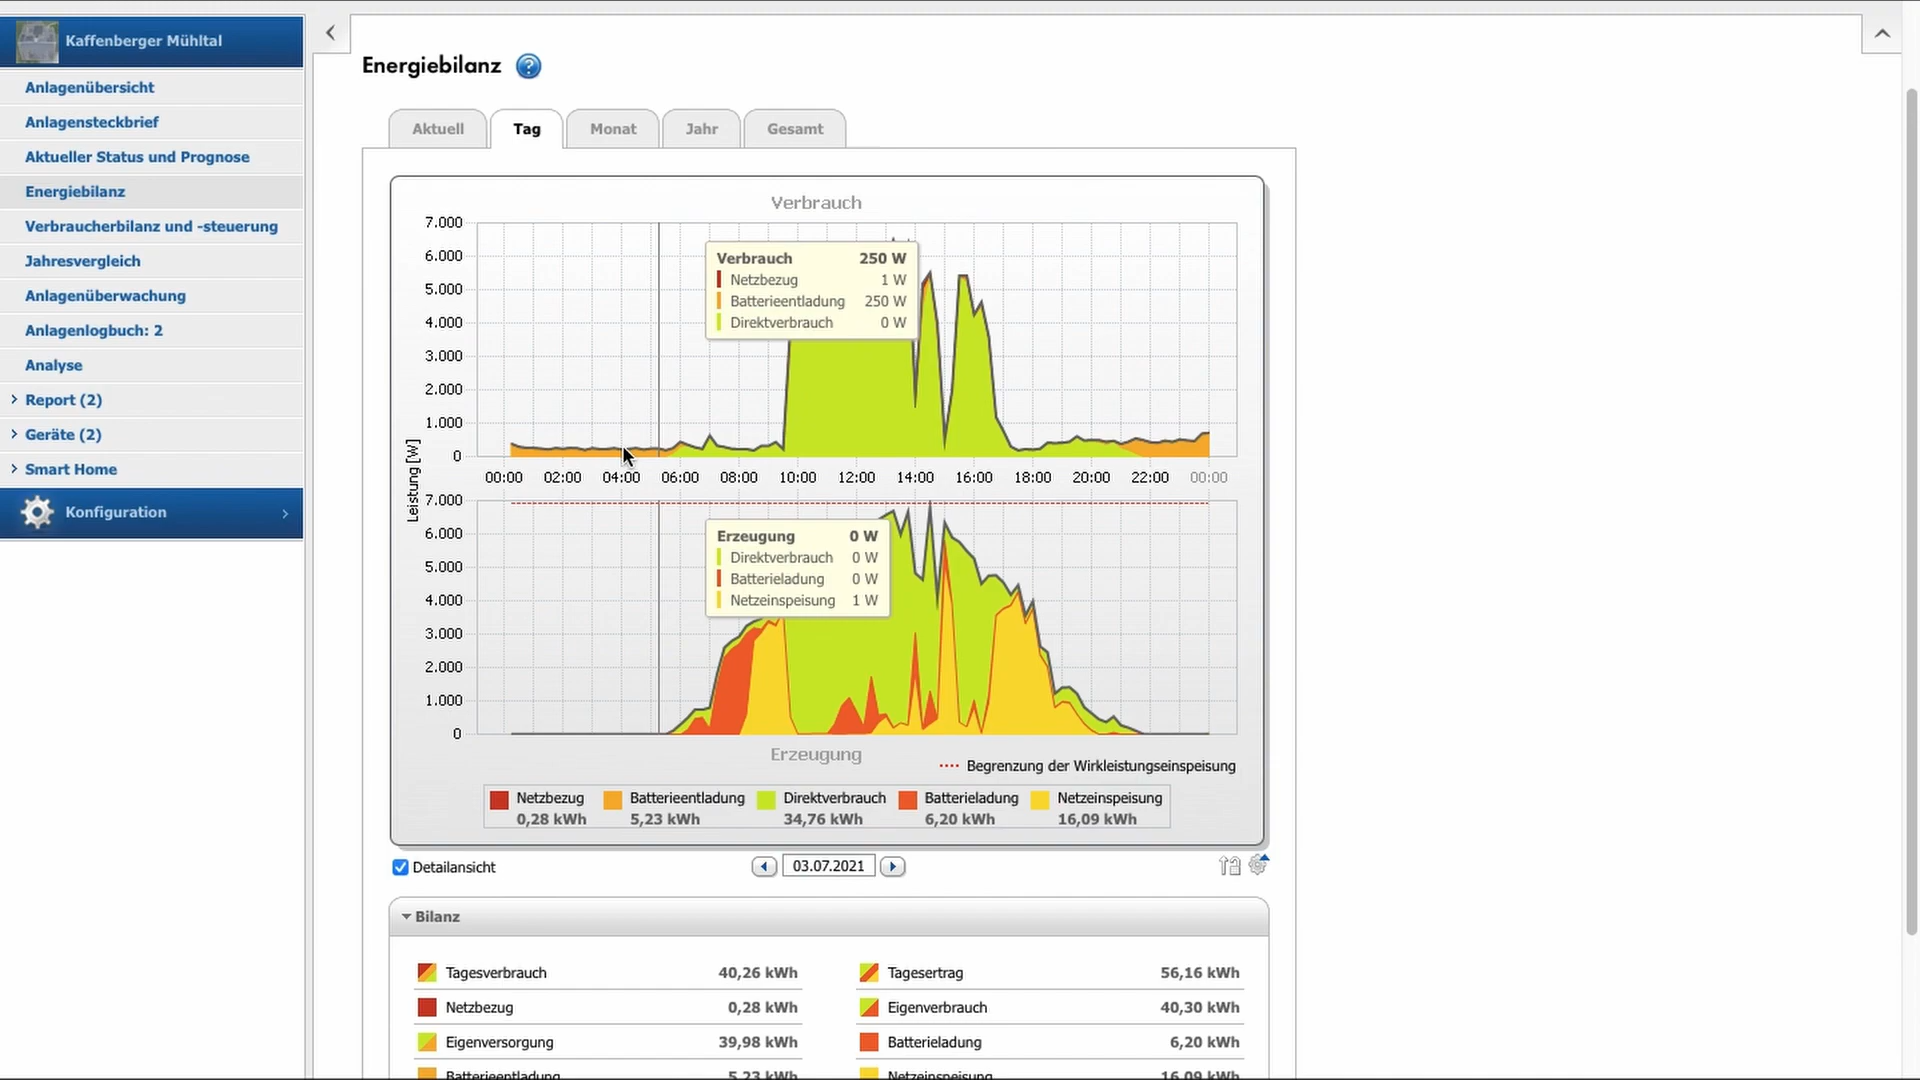 Kaffenberger Mühltal
Anlagenübersicht
Anlagensteckbrief
Aktueller Status und Prognose
Energiebilanz
Verbraucherbilanz und -steuerung
Jahresvergleich
Anlagenüberwachung
Anlagenlogbuch: 2
Analyse
Report (2)
Geräte (2)
Smart Home
Konfiguration
Energiebilanz ?
Aktuell Tag Monat Jahr Gesamt
Verbrauch
7.000
6.000
5.000
4.000
3.000
2.000
1.000
0
Verbrauch 250 W
Netzbezug 1 W
Batterieentladung 250 W
Direktverbrauch 0 W
00:00 02:00 04:00 06:00 08:00 10:00 12:00 14:00 16:00 18:00 20:00 22:00 00:00
Leistung [W]
7.000
6.000
5.000
4.000
3.000
2.000
1.000
0
Erzeugung 0 W
Direktverbrauch 0 W
Batterieladung 0 W
Netzeinspeisung 1 W
Erzeugung
Begrenzung der Wirkleistungseinspeisung
Netzbezug Batterieentladung Direktverbrauch Batterieladung Netzeinspeisung
0,28 kWh 5,23 kWh 34,76 kWh 6,20 kWh 16,09 kWh
Detailansicht 03.07.2021
Bilanz
Tagesverbrauch 40,26 kWh Tagesertrag 56,16 kWh
Netzbezug 0,28 kWh Eigenverbrauch 40,30 kWh
Eigenversorgung 39,98 kWh Batterieladung 6,20 kWh
Batterieentladung 5,23 kWh Netzeinspeisung 16,09 kWh